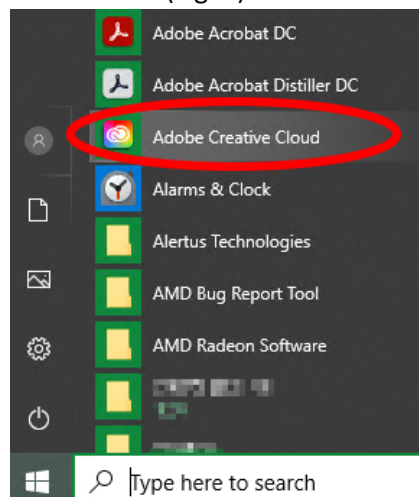 Adobe Acrobat DC
Adobe Acrobat Distiller DC
Adobe Creative Cloud
Alarms & Clock
Alertus Technologies
AMD Bug Report Tool
AMD Radeon Software
Type here to search